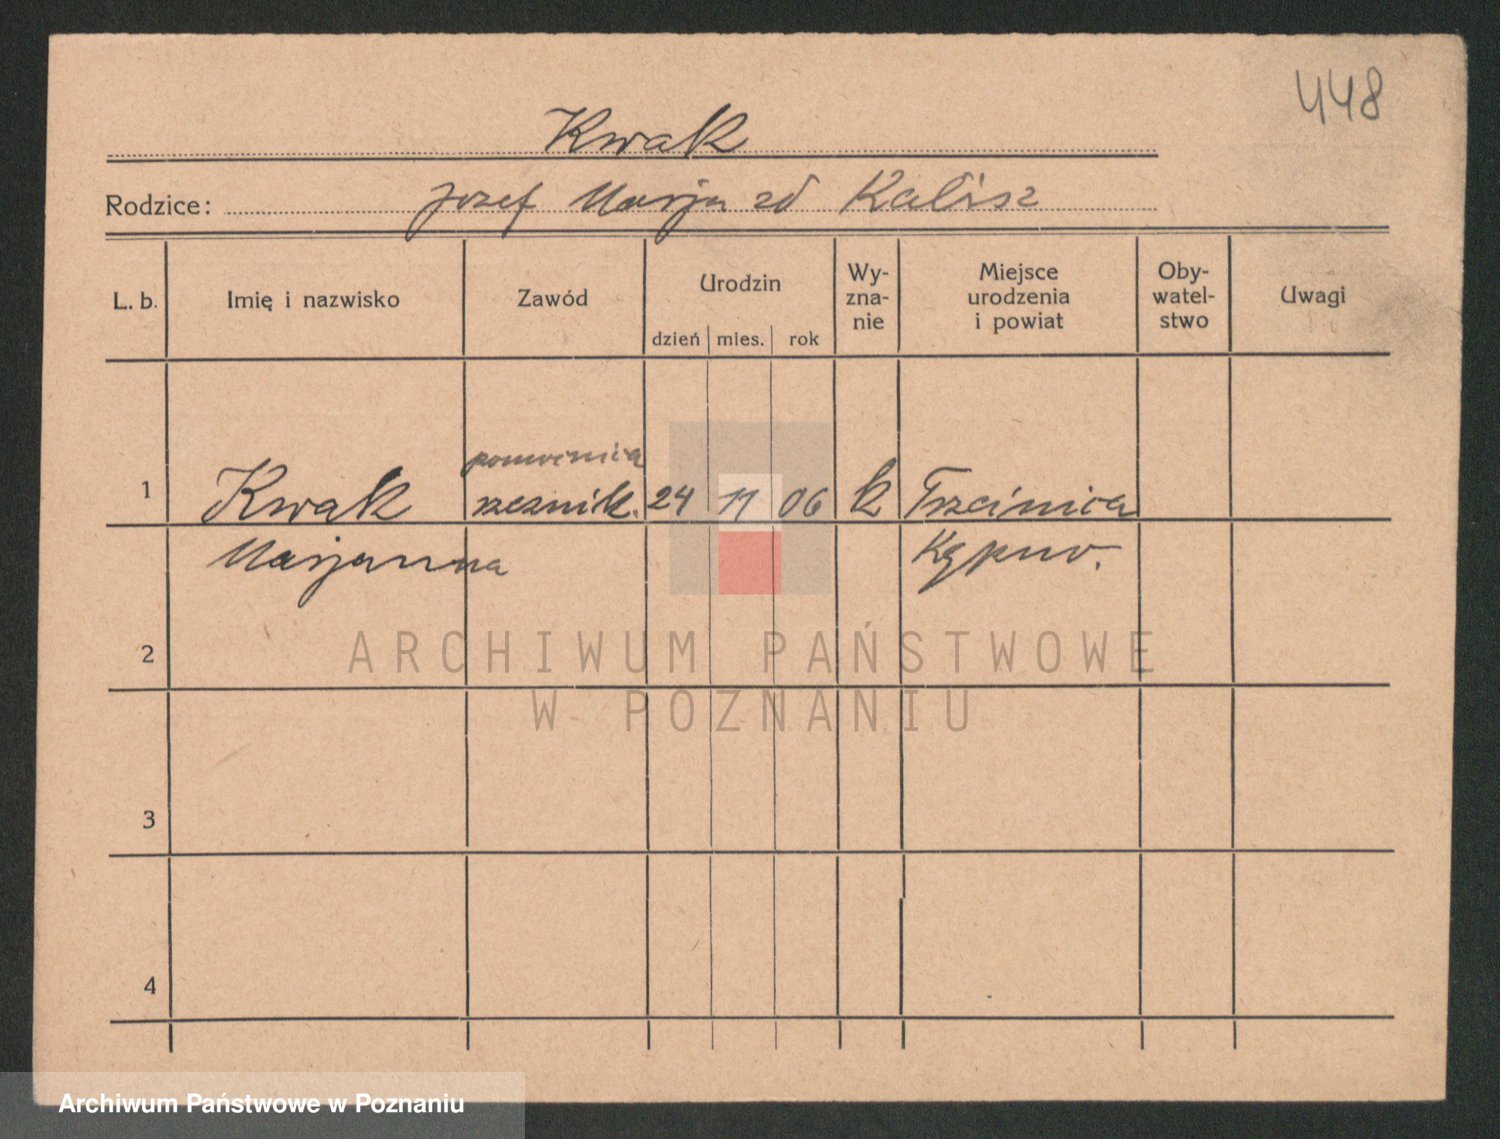 448
Kwak
Rodzice: Jozef Marja zd Kalisz
L. b. Imię i nazwisko Zawód Urodzin dzień mies. rok Wy-zna-nie Miejsce urodzenia i powiat Oby-watel-stwo Uwagi
pomocnica
1 Kwak rzeznik. 24 11 06 k Trzcinica
Marjanna Kępno.
2
3
4
ARCHIWUM PAŃSTWOWE
W POZNANIU
Archiwum Państwowe w Poznaniu